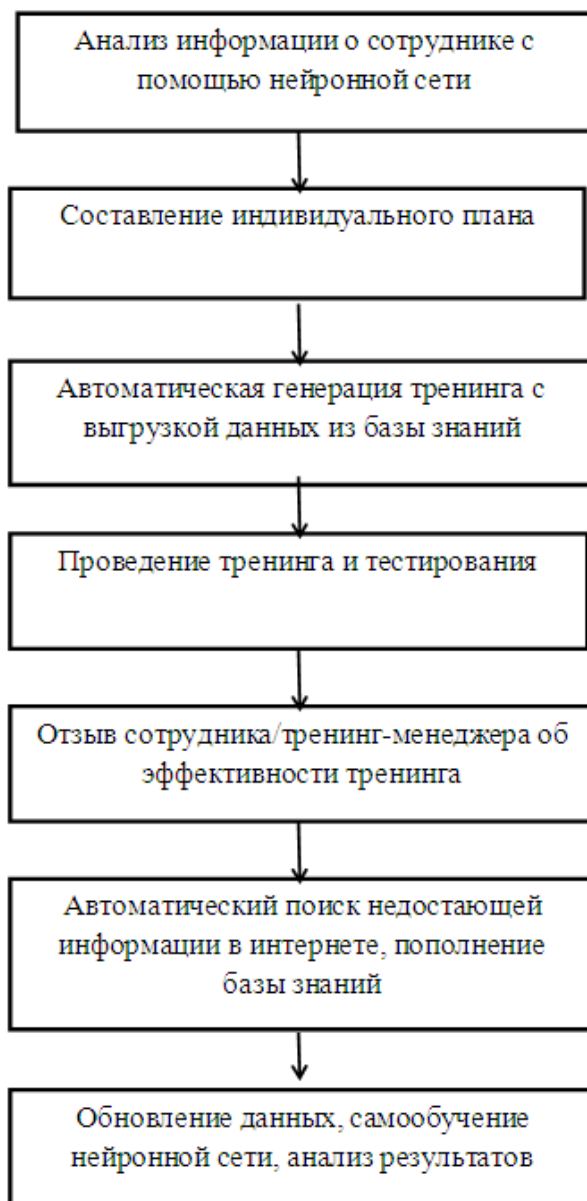 Анализ информации о сотруднике с
помощью нейронной сети
Составление индивидуального плана
Автоматическая генерация тренинга с
выгрузкой данных из базы знаний
Проведение тренинга и тестирования
Отзыв сотрудника/тренинг-менеджера об
эффективности тренинга
Автоматический поиск недостающей
информации в интернете, пополнение
базы знаний
Обновление данных, самообучение
нейронной сети, анализ результатов